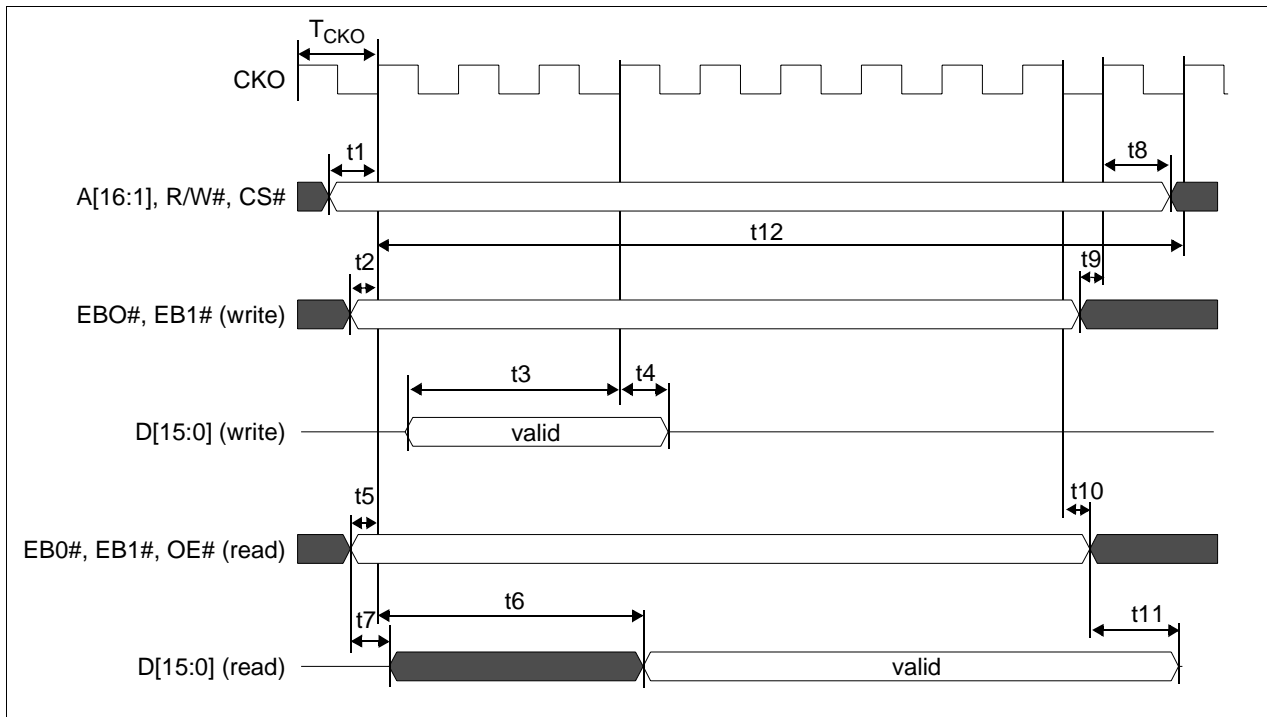 TCKO
CKO
t1
t8
A[16:1], R/W#, CS#
t12
t2
t9
EBO#, EB1# (write)
t3
t4
D[15:0] (write)
valid
t5
t10
EB0#, EB1#, OE# (read)
t6
t7
t11
D[15:0] (read)
valid